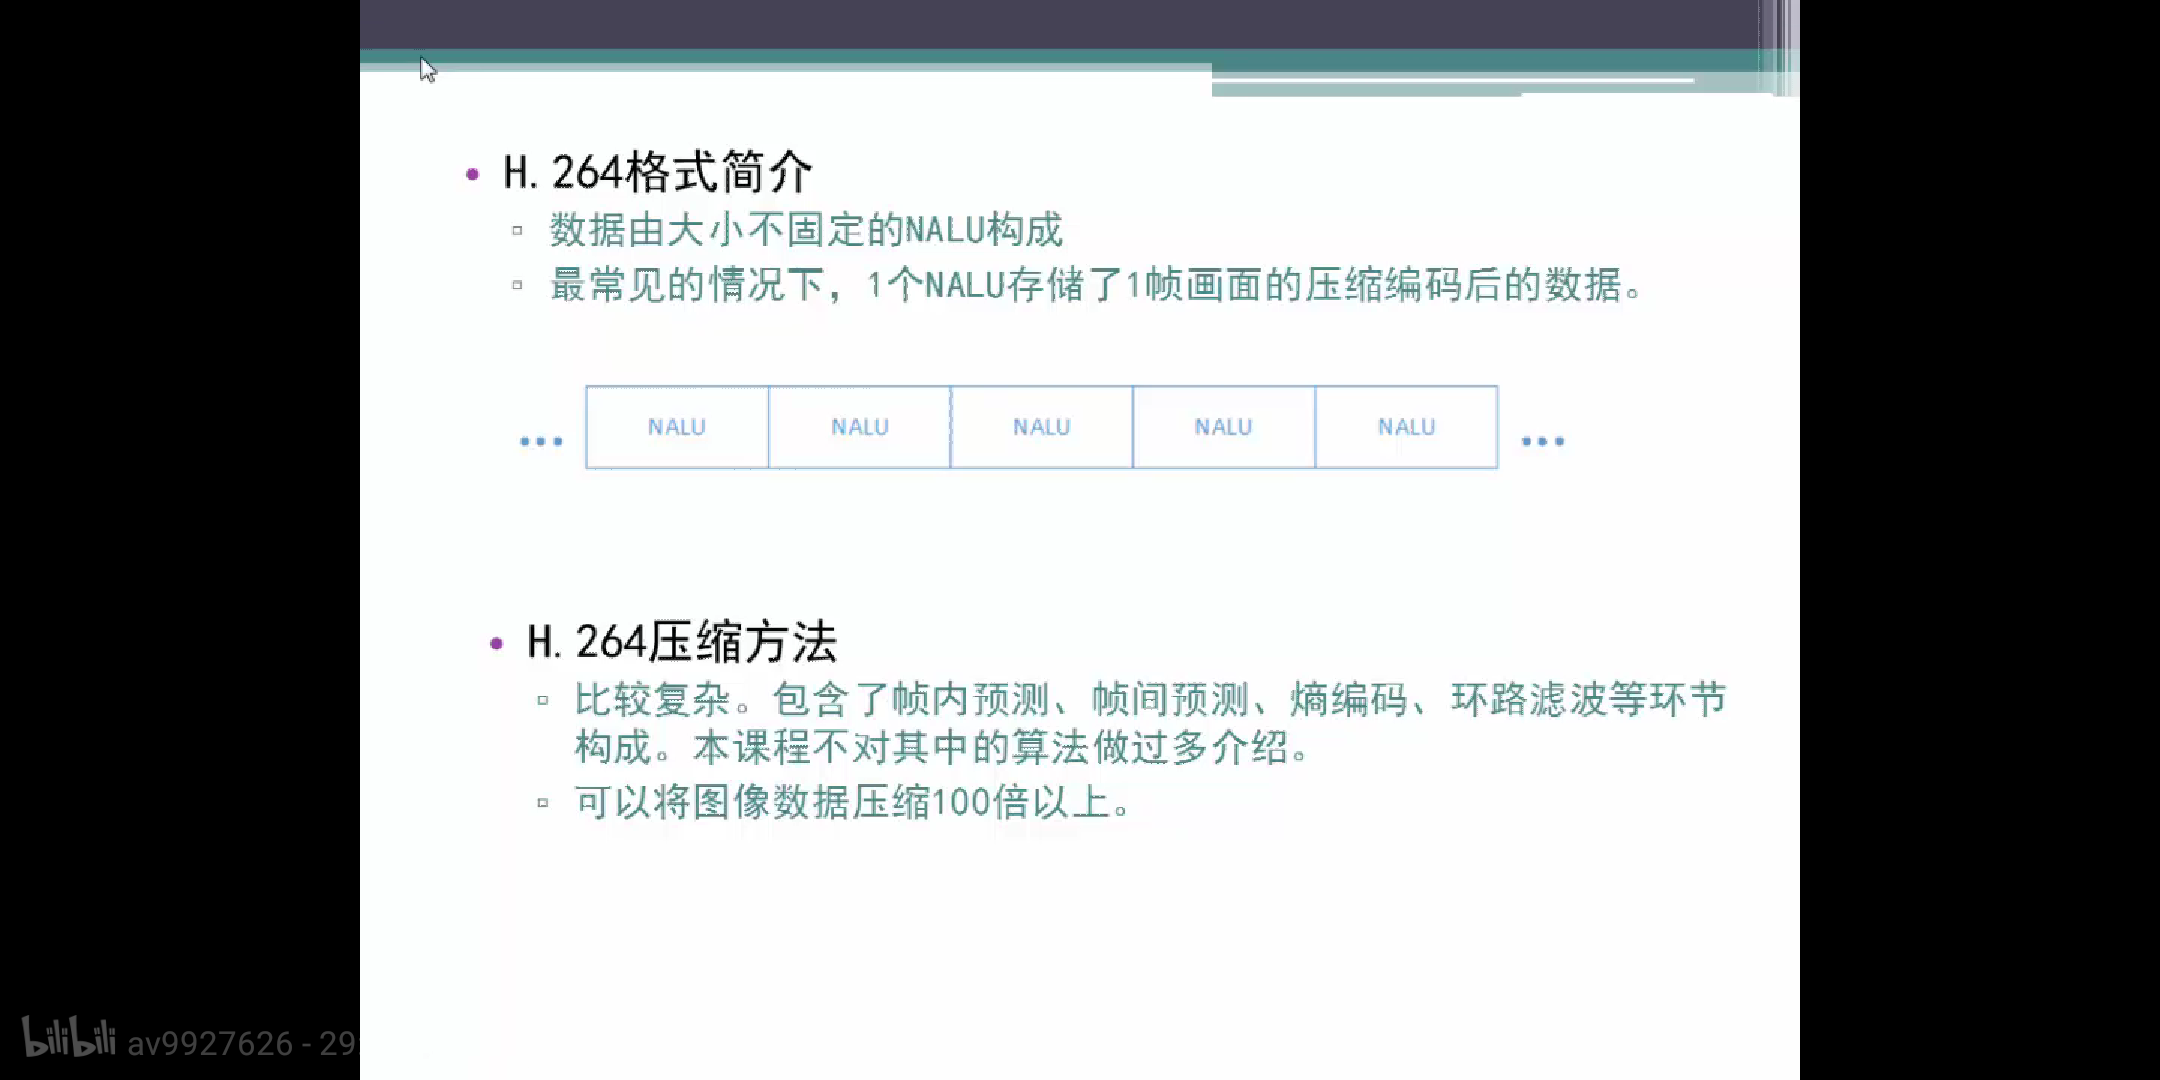 H.264格式简介
数据由大小不固定的NALU构成
最常见的情况下，1个NALU存储了1帧画面的压缩编码后的数据。
... NALU NALU NALU NALU NALU ...
H.264压缩方法
比较复杂。包含了帧内预测、帧间预测、熵编码、环路滤波等环节
构成。本课程不对其中的算法做过多介绍。
可以将图像数据压缩100倍以上。
bilibili av9927626 - 29